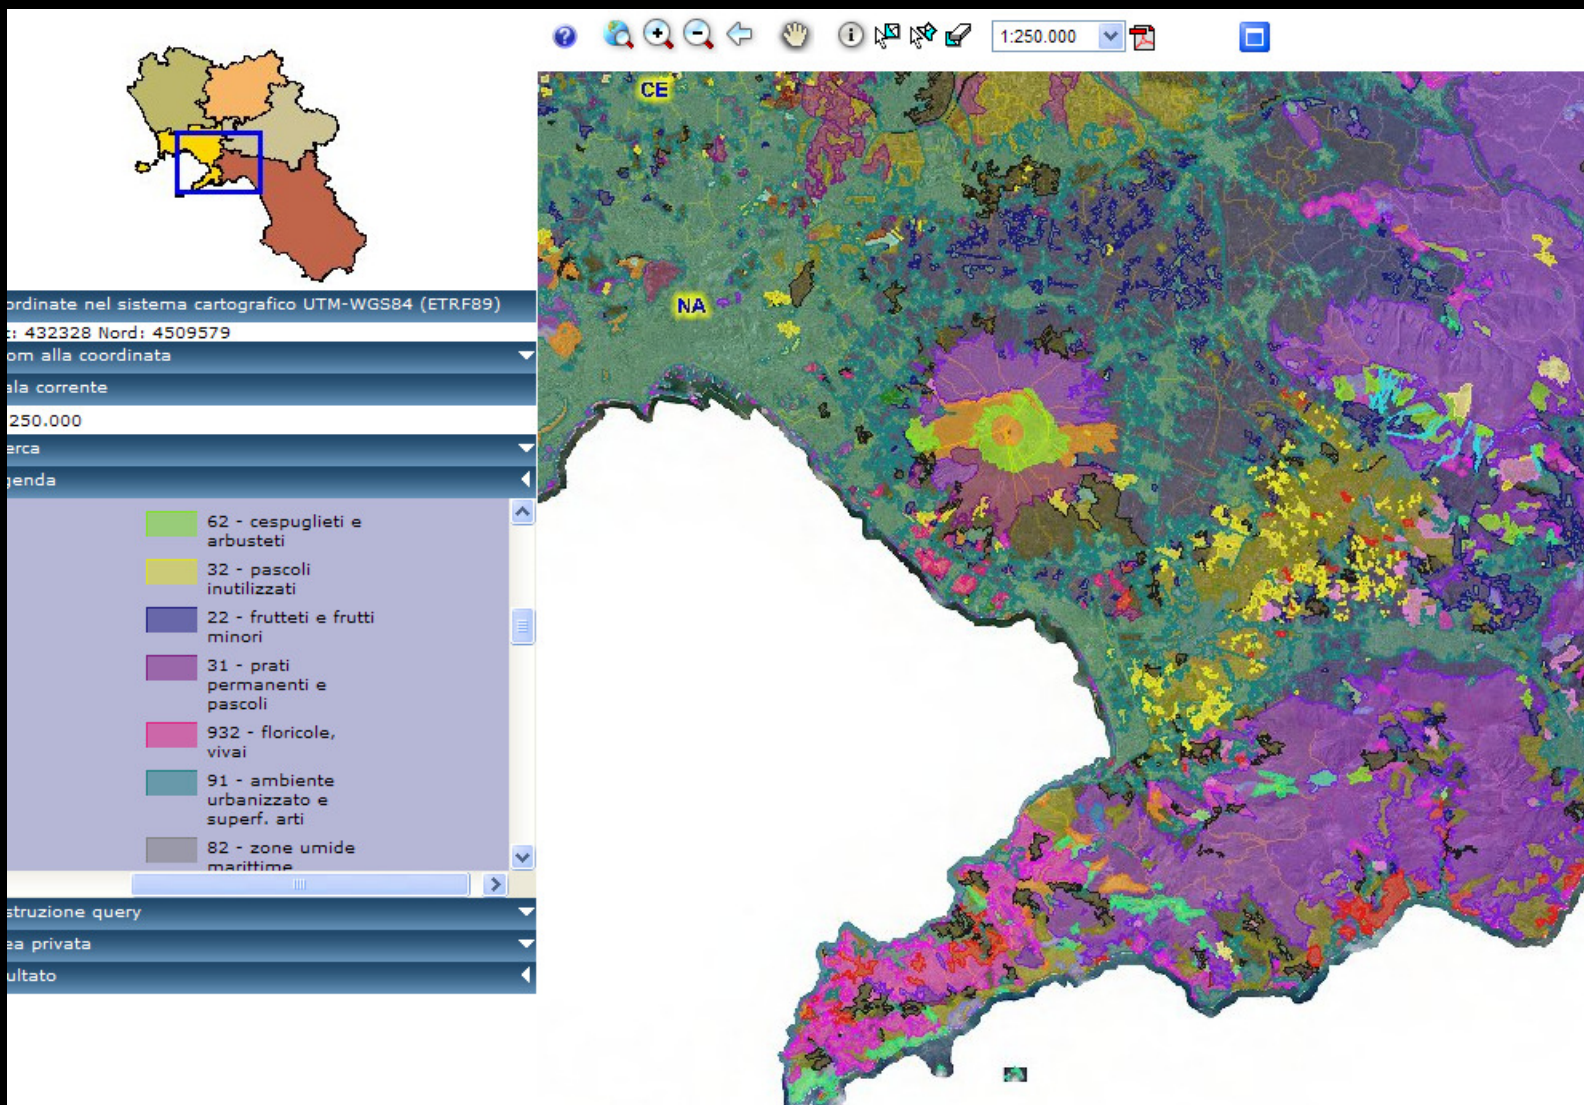 1:250.000
CE
NA
ordinate nel sistema cartografico UTM-WGS84 (ETRF89)
: 432328 Nord: 4509579
om alla coordinata
ala corrente
250.000
erca
genda
62 - cespuglieti e
arbusteti
32 - pascoli
inutilizzati
22 - frutteti e frutti
minori
31 - prati
permanenti e
pascoli
932 - floricole,
vivai
91 - ambiente
urbanizzato e
superf. arti
82 - zone umide
marittime
struzione query
ea privata
ultato